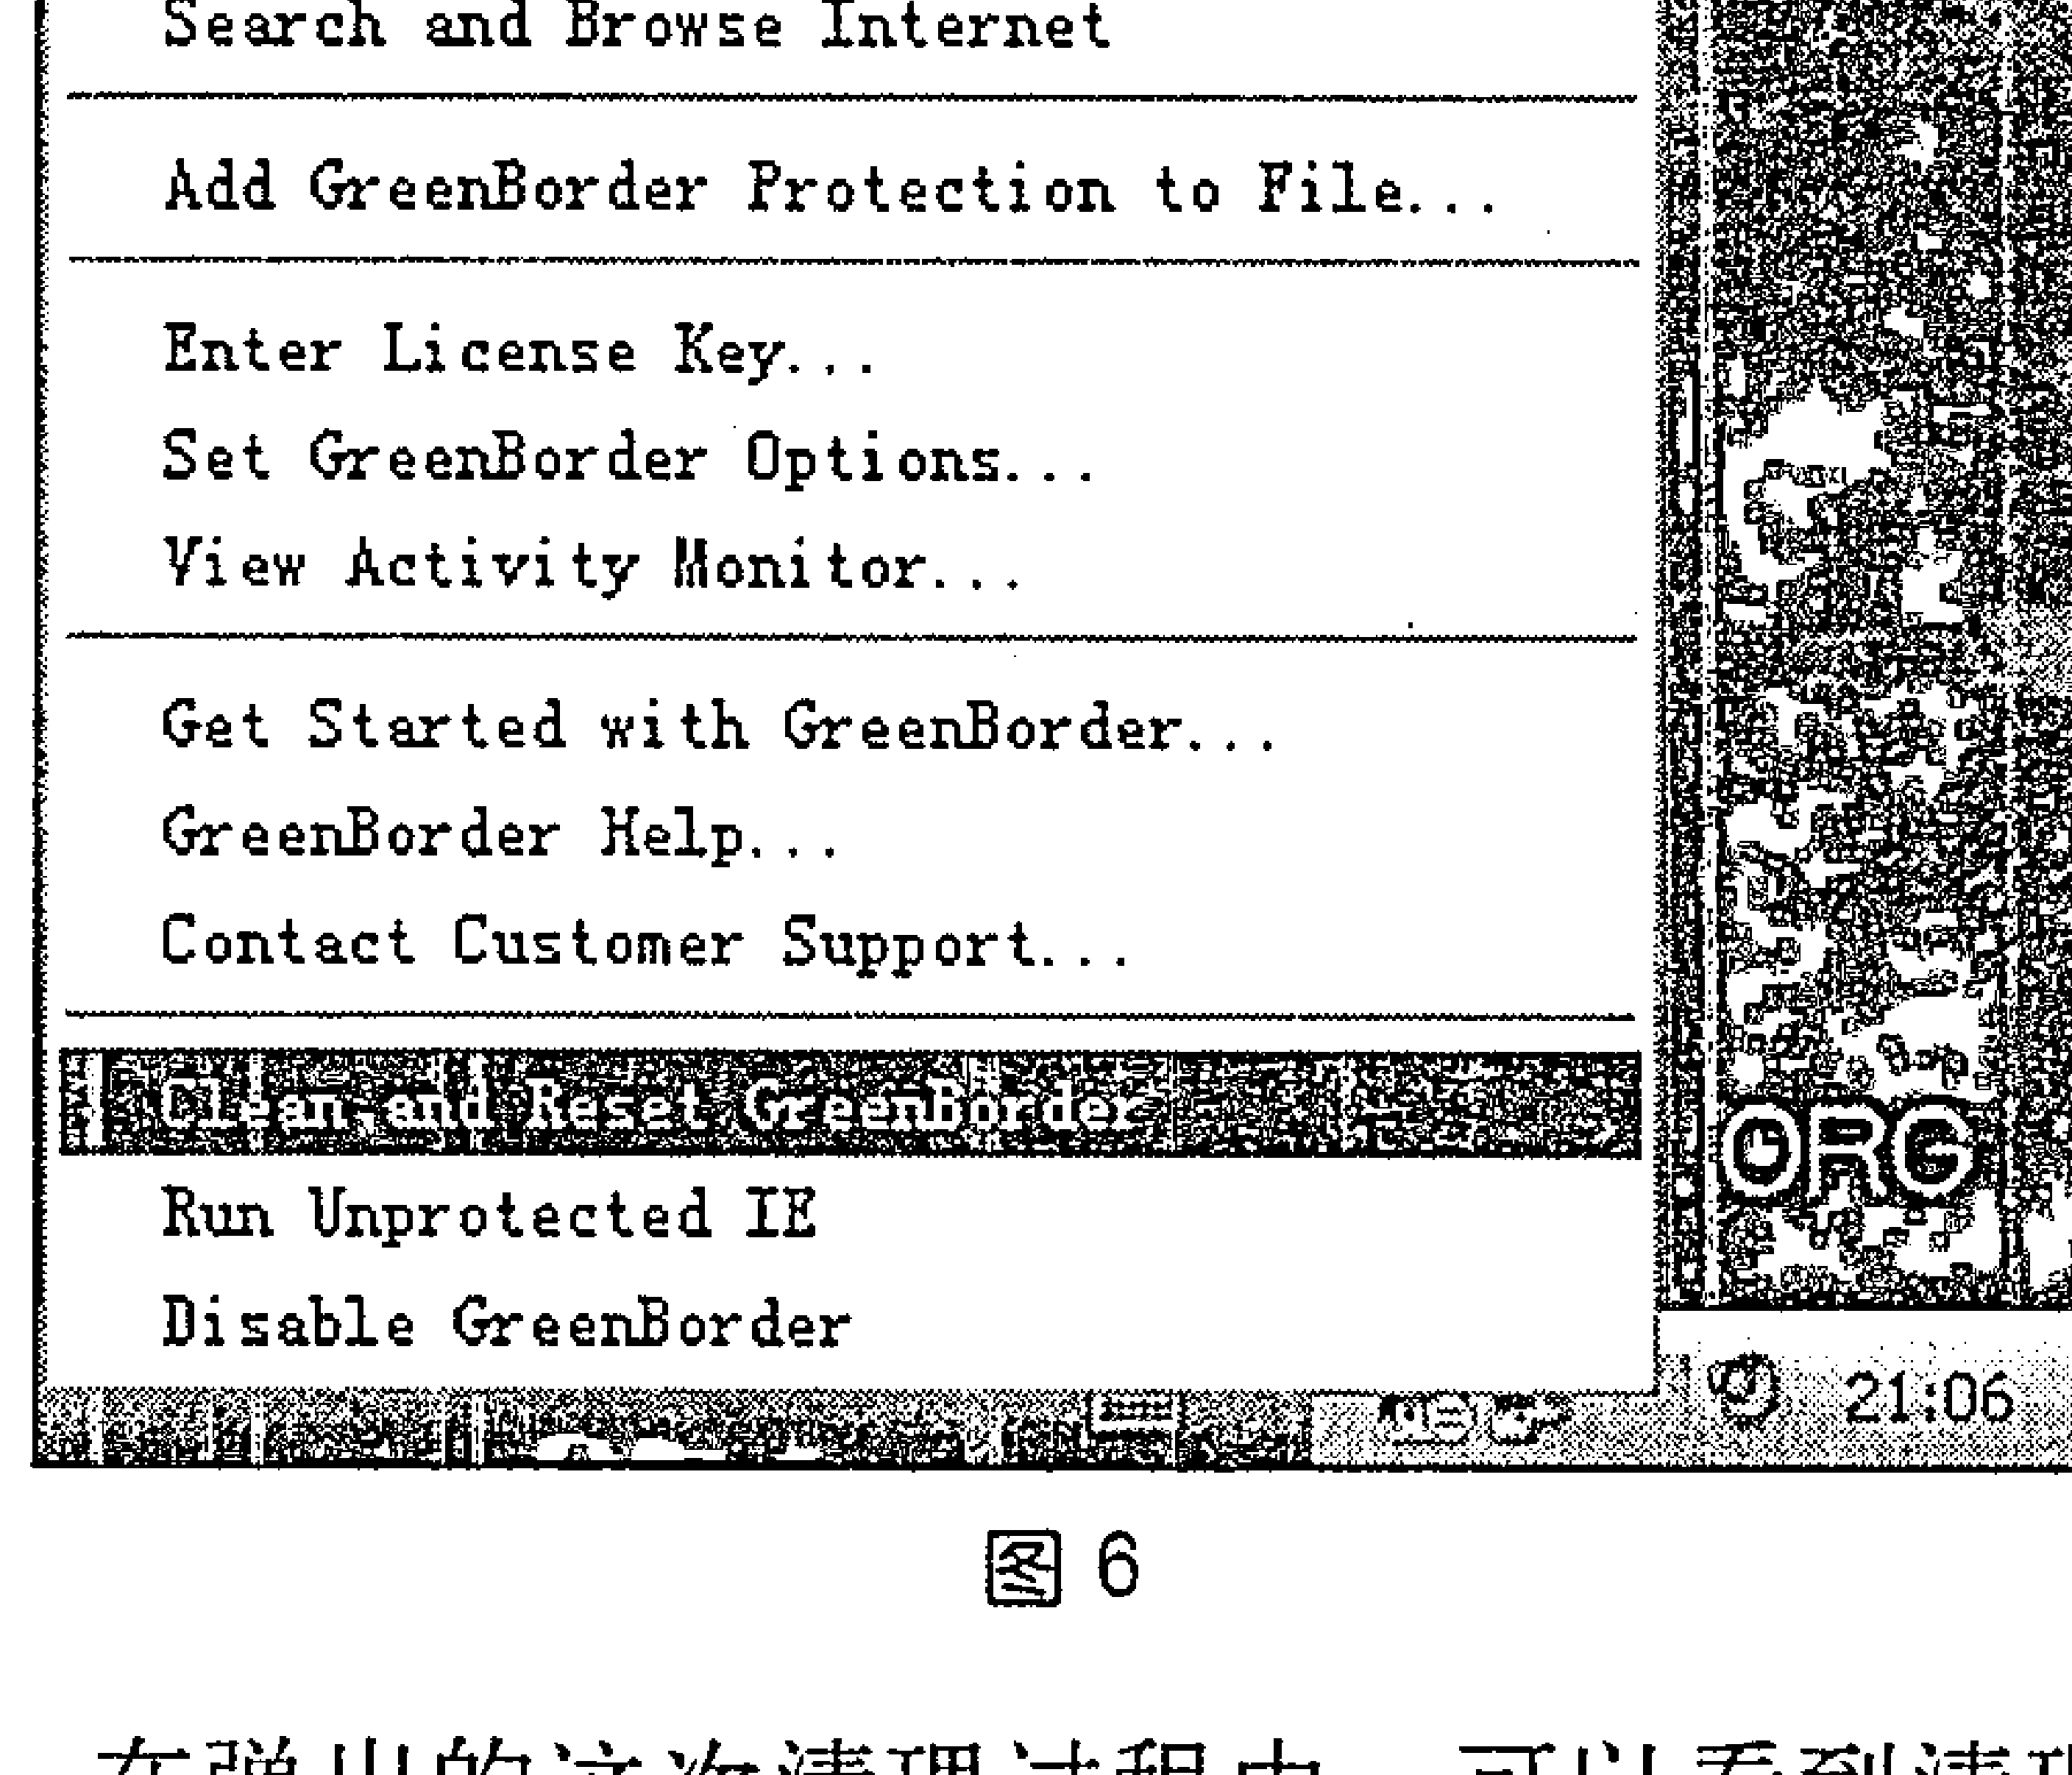 Search and Browse Internet
Add GreenBorder Protection to File...
Enter License Key...
Set GreenBorder Options...
View Activity Monitor...
Get Started with GreenBorder...
GreenBorder Help...
Contact Customer Support...
Clean and Reset GreenBorder
Run Unprotected IE
Disable GreenBorder
ORG
21:06
图 6